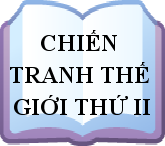 CHIẾN
TRANH THẾ
GIỚI THỨ II